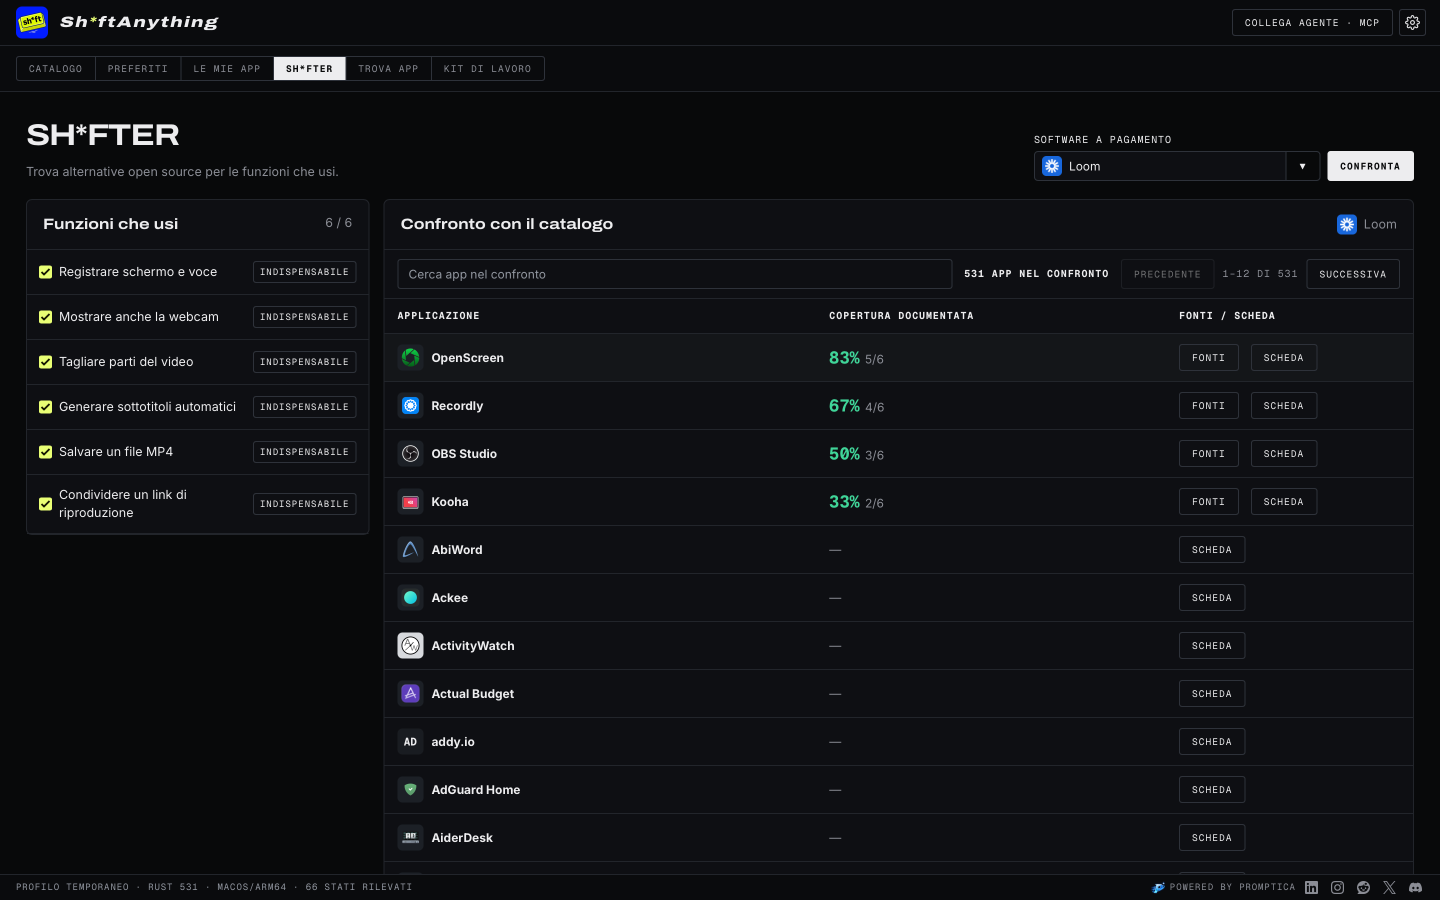 sh*ft
Sh*ftAnything
COLLEGA AGENTE · MCP
CATALOGO
PREFERITI
LE MIE APP
SH*FTER
TROVA APP
KIT DI LAVORO
SH*FTER
Trova alternative open source per le funzioni che usi.
SOFTWARE A PAGAMENTO
Loom
CONFRONTA
Funzioni che usi
6 / 6
Registrare schermo e voce
INDISPENSABILE
Mostrare anche la webcam
INDISPENSABILE
Tagliare parti del video
INDISPENSABILE
Generare sottotitoli automatici
INDISPENSABILE
Salvare un file MP4
INDISPENSABILE
Condividere un link di
riproduzione
INDISPENSABILE
Confronto con il catalogo
Loom
Cerca app nel confronto
531 APP NEL CONFRONTO
PRECEDENTE
1–12 DI 531
SUCCESSIVA
APPLICAZIONE
COPERTURA DOCUMENTATA
FONTI / SCHEDA
OpenScreen
83% 5/6
FONTI
SCHEDA
Recordly
67% 4/6
FONTI
SCHEDA
OBS Studio
50% 3/6
FONTI
SCHEDA
Kooha
33% 2/6
FONTI
SCHEDA
AbiWord
—
SCHEDA
Ackee
—
SCHEDA
ActivityWatch
—
SCHEDA
Actual Budget
—
SCHEDA
AD
addy.io
—
SCHEDA
AdGuard Home
—
SCHEDA
AiderDesk
—
SCHEDA
PROFILO TEMPORANEO · RUST 531 · MACOS/ARM64 · 66 STATI RILEVATI
POWERED BY PROMPTICA